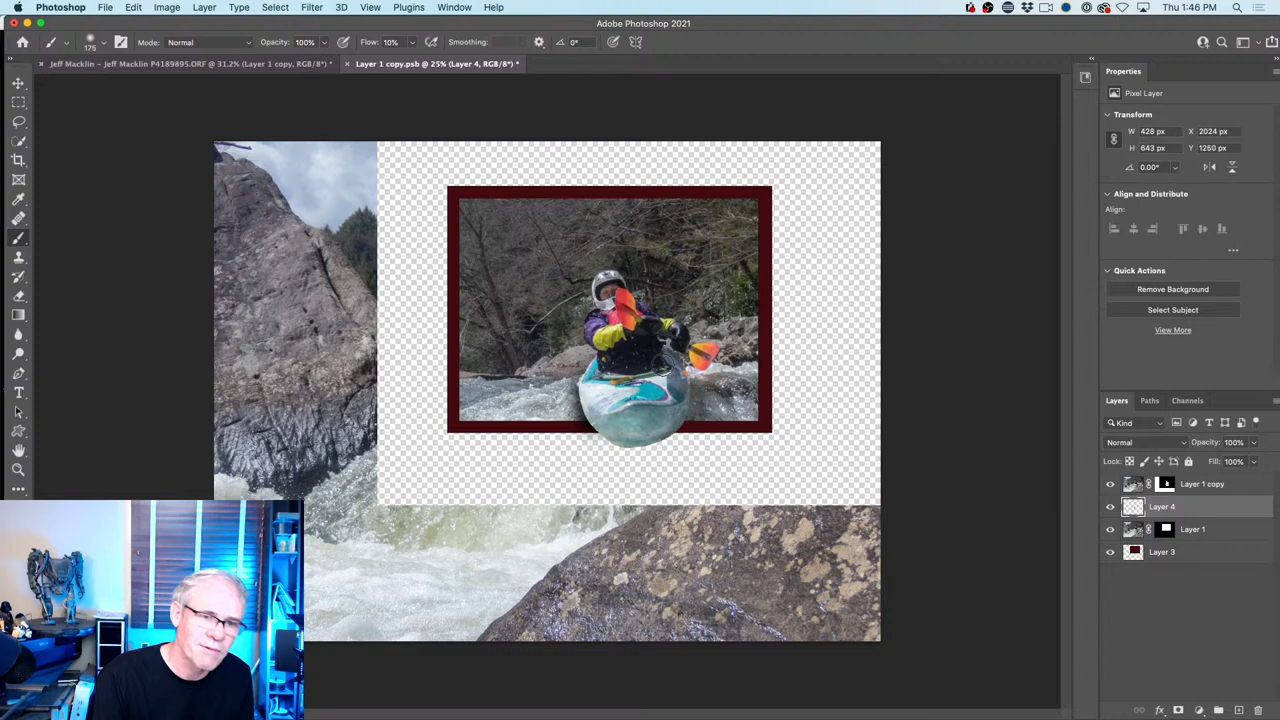 Photoshop File Edit Image Layer Type Select Filter 3D View Plugins Window Help Thu 1:46 PM
Adobe Photoshop 2021
175 Mode: Normal Opacity: 100% Flow: 10% Smoothing: 0°
× Jeff Macklin – Jeff Macklin P4189895.ORF @ 31.2% (Layer 1 copy, RGB/8*) * × Layer 1 copy.psb @ 25% (Layer 4, RGB/8*) *
Properties
Pixel Layer
Transform
W 428 px X 2024 px
H 643 px Y 1250 px
0.00°
Align and Distribute
Align:
Quick Actions
Remove Background
Select Subject
View More
Layers Paths Channels
Kind
Normal Opacity: 100%
Lock: Fill: 100%
Layer 1 copy
Layer 4
Layer 1
Layer 3
fx